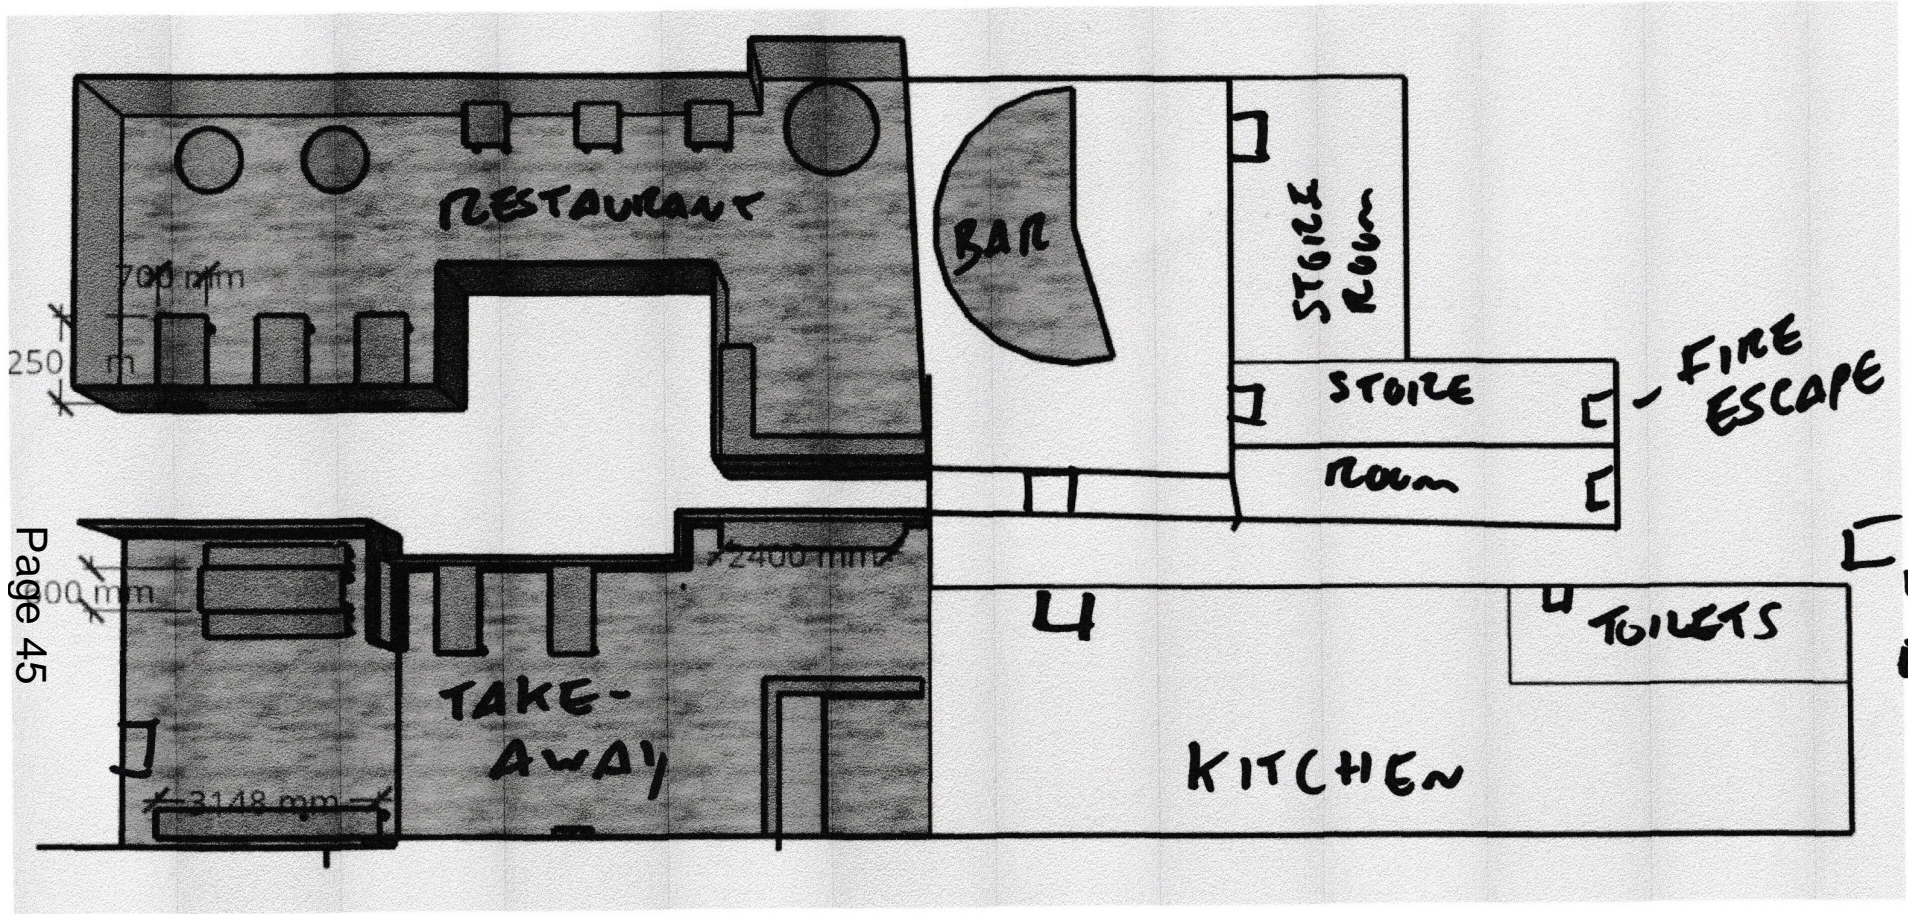 RESTAURANT
BAR
STORE
ROOM
700 mm
250 m
STORE
FIRE
ESCAPE
ROOM
2400 mm
00 mm
TOILETS
TAKE-
AWAY
KITCHEN
3148 mm
Page 45